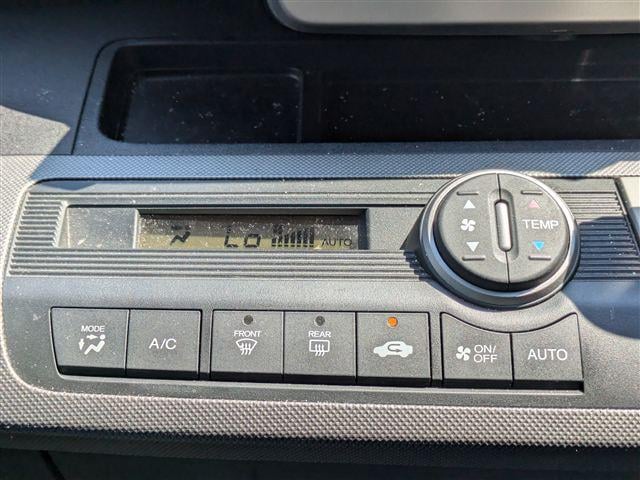 Lo AUTO
TEMP
MODE
A/C
FRONT
REAR
ON/
OFF
AUTO